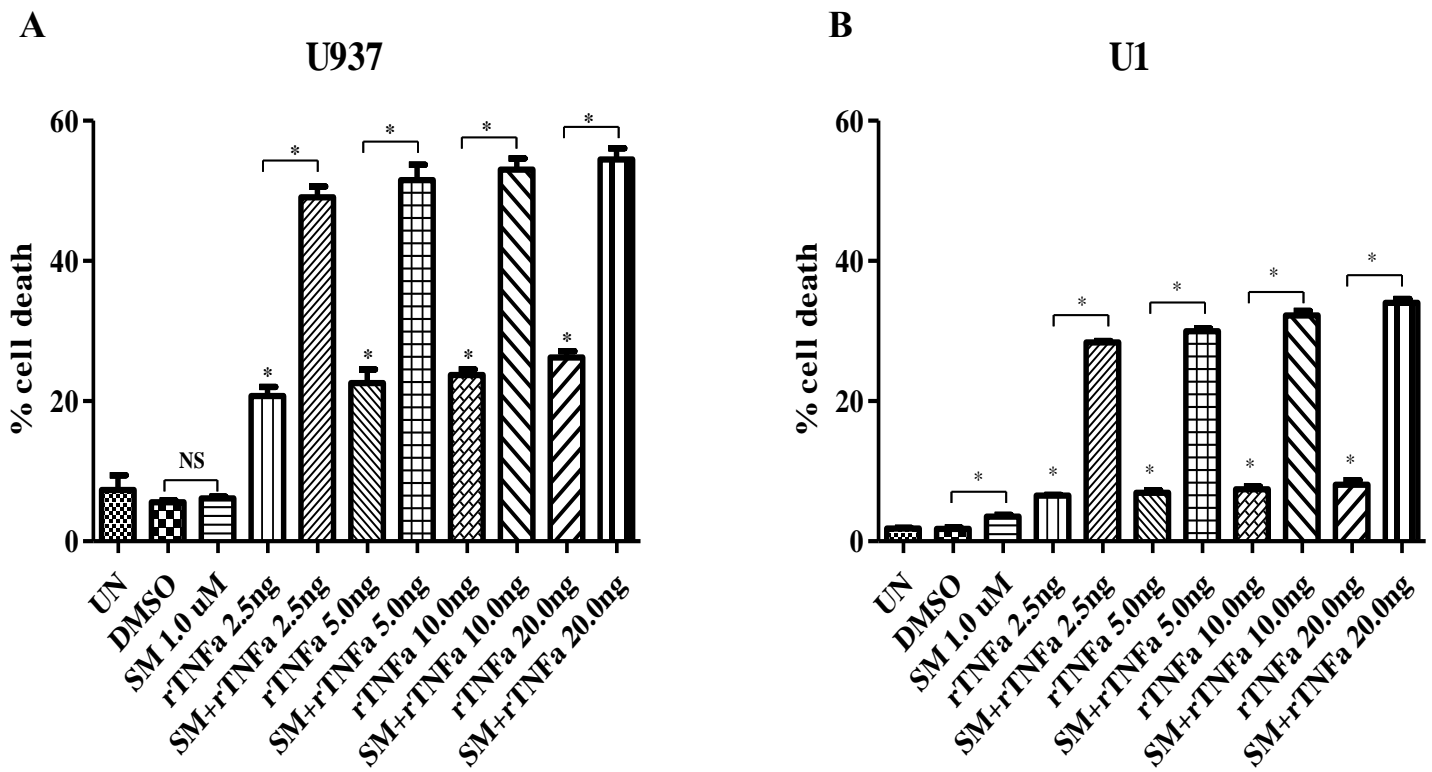 A
U937
% cell death
60
40
20
0
NS
*
*
*
*
*
*
*
*
UN
DMSO
SM 1.0 uM
rTNFa 2.5ng
SM+rTNFa 2.5ng
rTNFa 5.0ng
SM+rTNFa 5.0ng
rTNFa 10.0ng
SM+rTNFa 10.0ng
rTNFa 20.0ng
SM+rTNFa 20.0ng
B
U1
% cell death
60
40
20
0
*
*
*
*
*
*
*
*
*
UN
DMSO
SM 1.0 uM
rTNFa 2.5ng
SM+rTNFa 2.5ng
rTNFa 5.0ng
SM+rTNFa 5.0ng
rTNFa 10.0ng
SM+rTNFa 10.0ng
rTNFa 20.0ng
SM+rTNFa 20.0ng